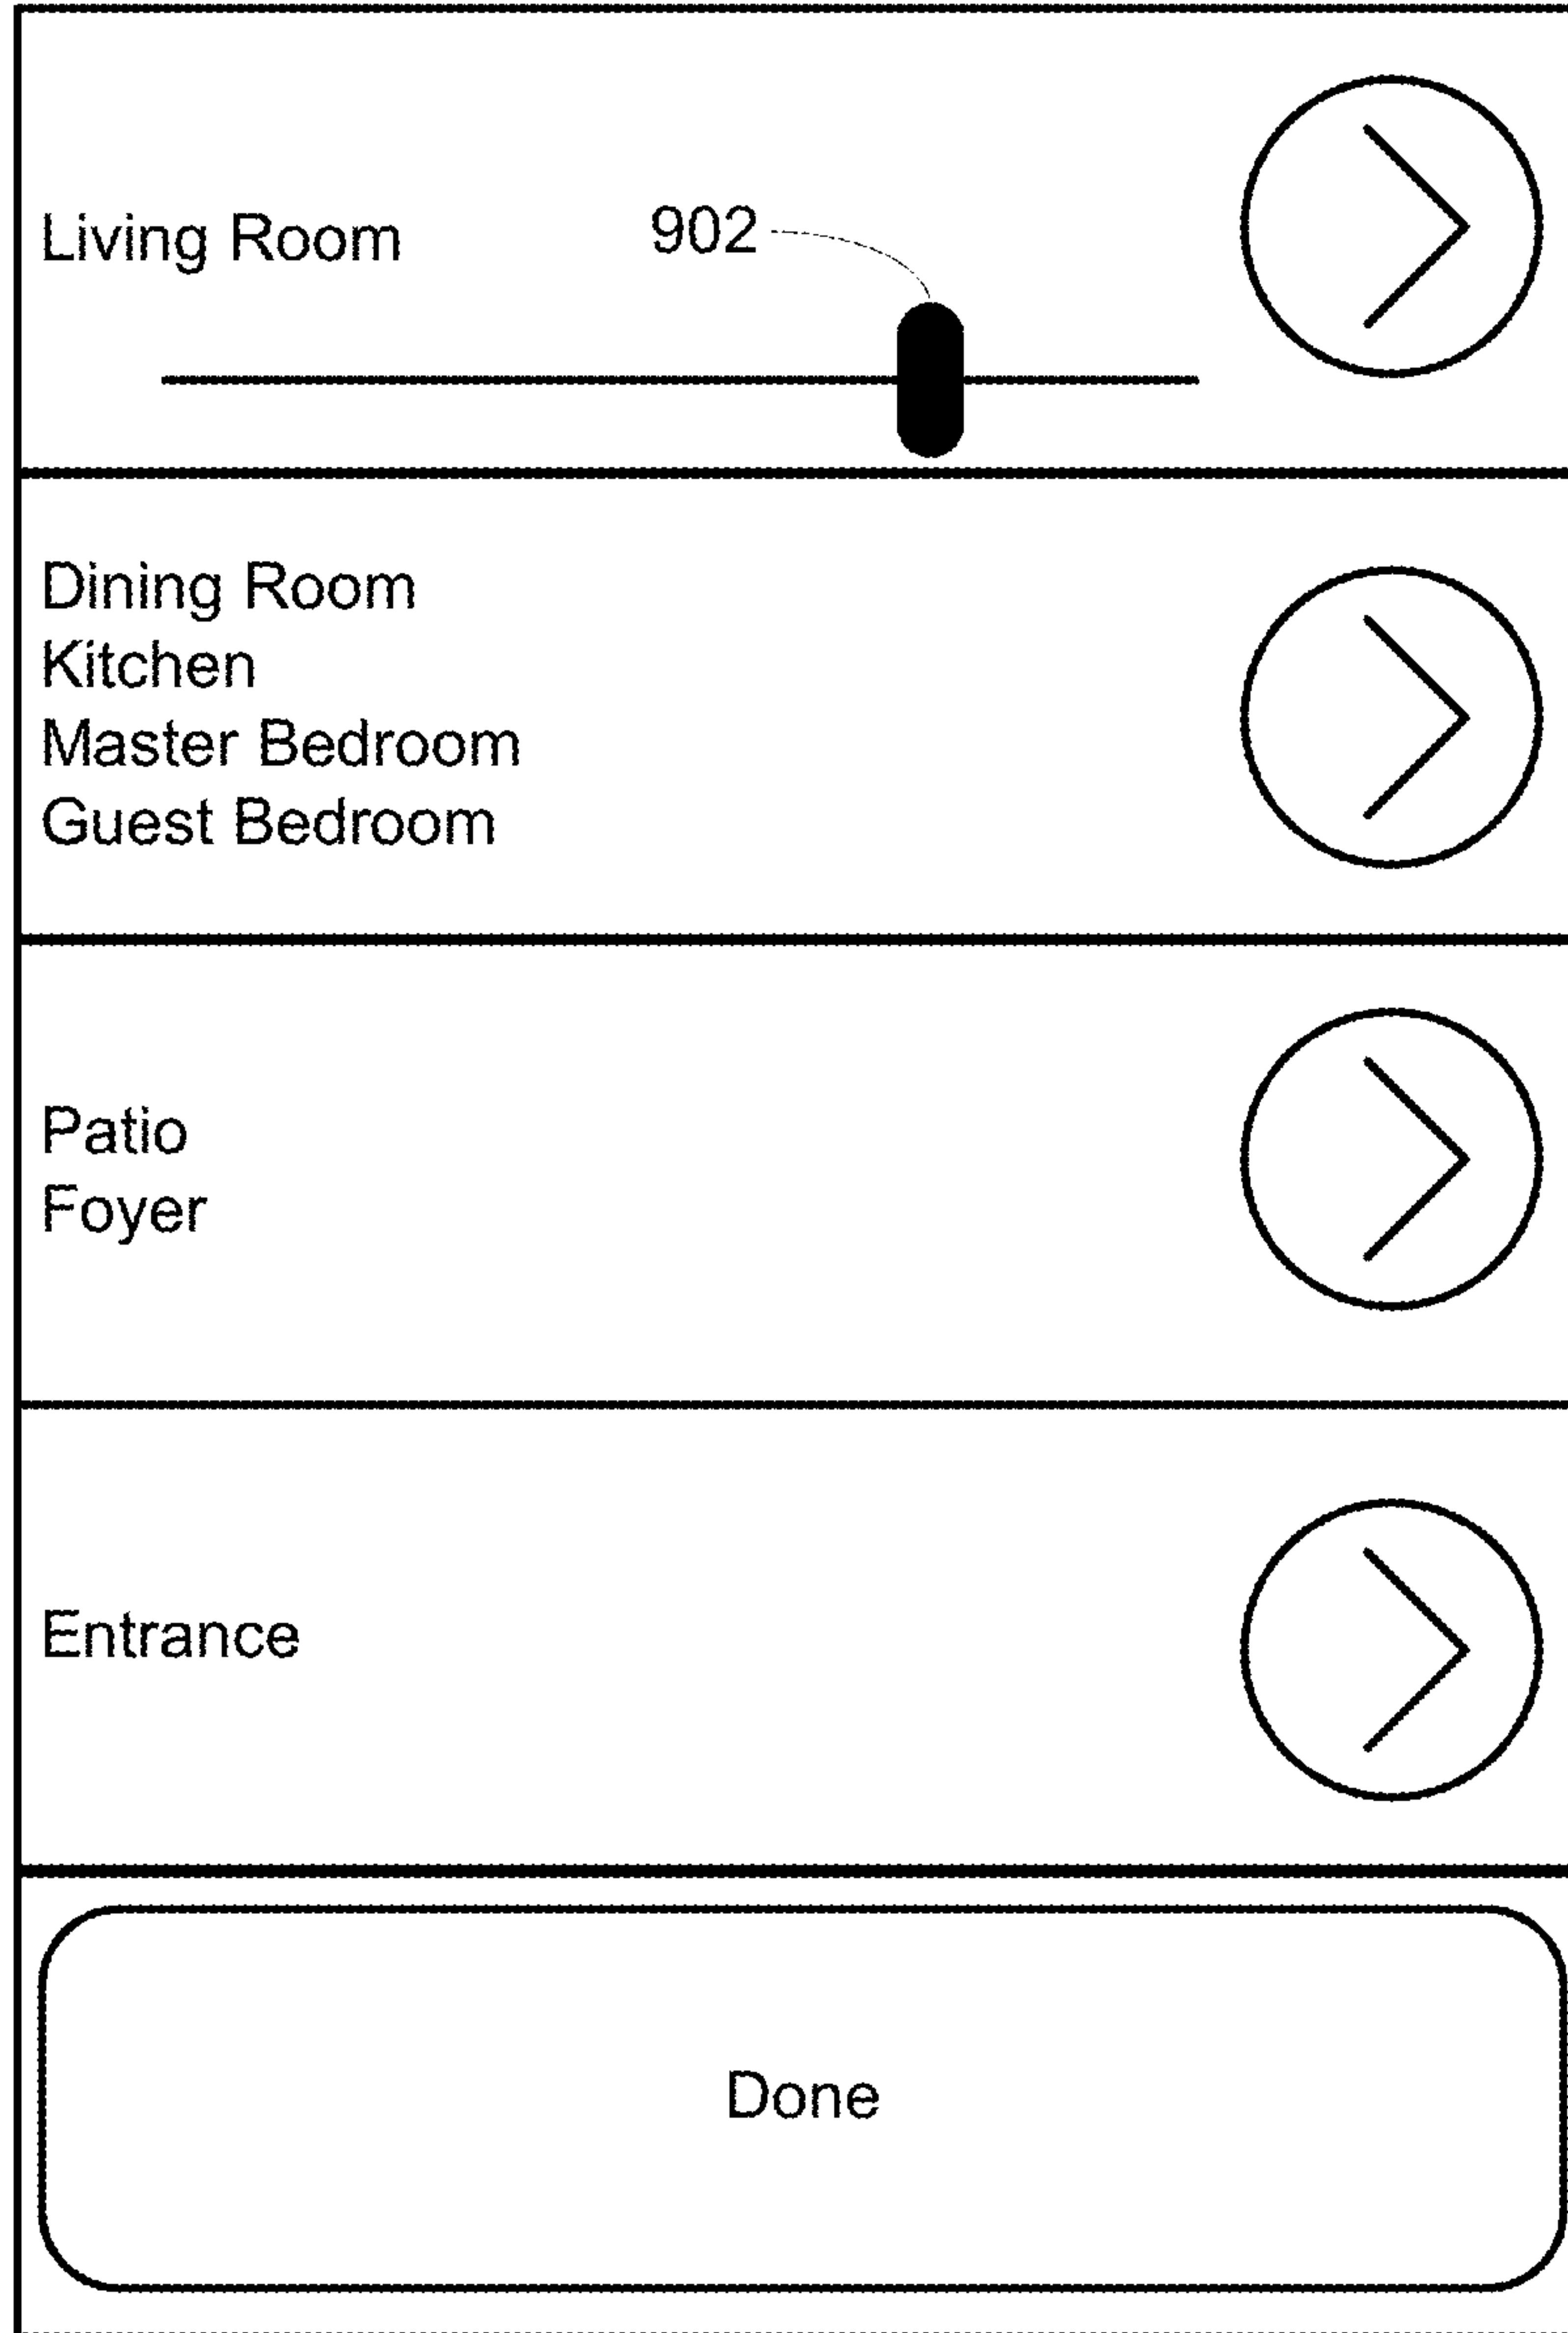 Living Room
902
Dining Room
Kitchen
Master Bedroom
Guest Bedroom
Patio
Foyer
Entrance
Done